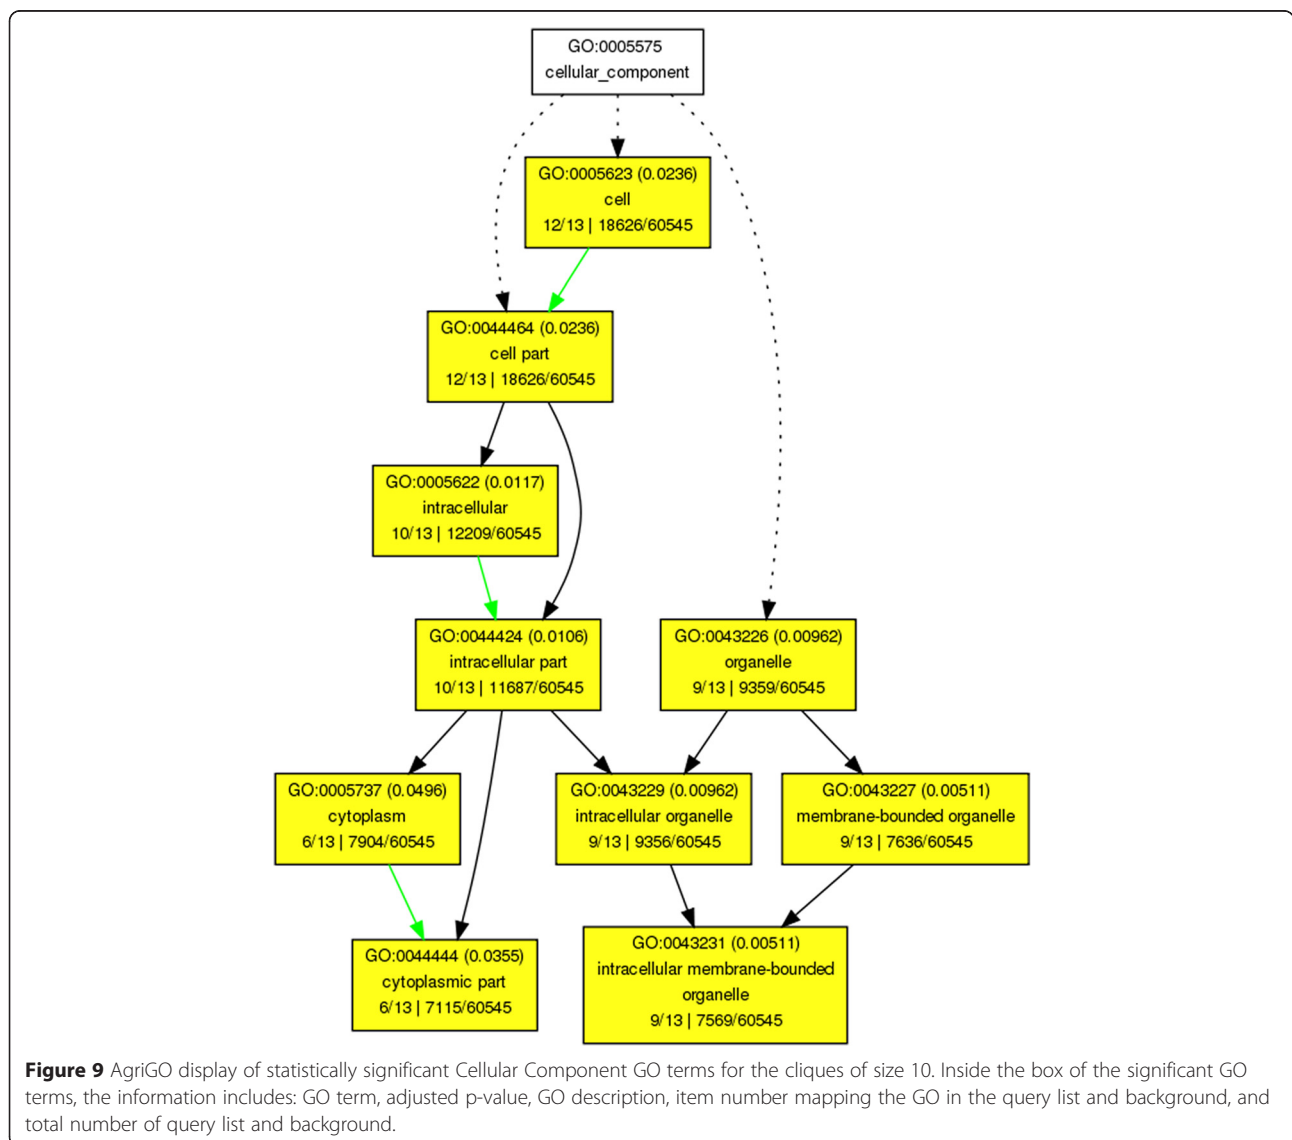 GO:0005575
cellular_component
GO:0005623 (0.0236)
cell
12/13 | 18626/60545
GO:0044464 (0.0236)
cell part
12/13 | 18626/60545
GO:0005622 (0.0117)
intracellular
10/13 | 12209/60545
GO:0044424 (0.0106)
intracellular part
10/13 | 11687/60545
GO:0043226 (0.00962)
organelle
9/13 | 9359/60545
GO:0005737 (0.0496)
cytoplasm
6/13 | 7904/60545
GO:0043229 (0.00962)
intracellular organelle
9/13 | 9356/60545
GO:0043227 (0.00511)
membrane-bounded organelle
9/13 | 7636/60545
GO:0044444 (0.0355)
cytoplasmic part
6/13 | 7115/60545
GO:0043231 (0.00511)
intracellular membrane-bounded
organelle
9/13 | 7569/60545
Figure 9 AgriGO display of statistically significant Cellular Component GO terms for the cliques of size 10. Inside the box of the significant GO
terms, the information includes: GO term, adjusted p-value, GO description, item number mapping the GO in the query list and background, and
total number of query list and background.